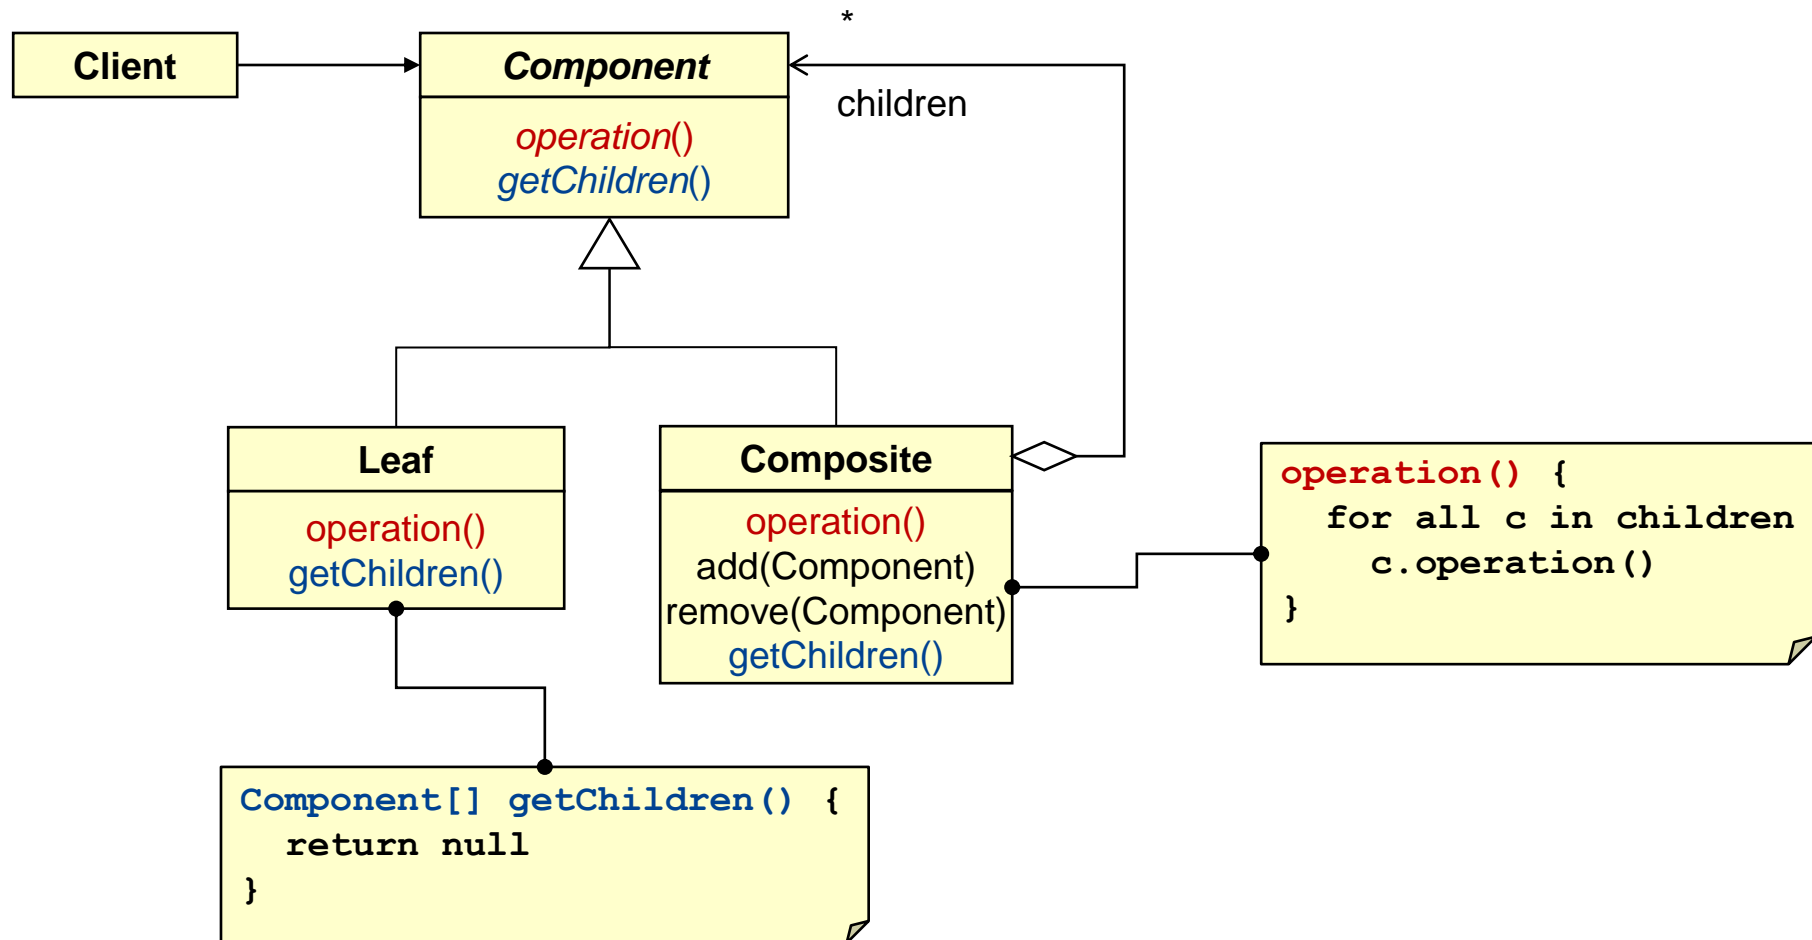 *
Client
Component
children
operation()
getChildren()
Leaf
operation()
getChildren()
Composite
operation()
add(Component)
remove(Component)
getChildren()
operation() {
for all c in children
c.operation()
}
Component[] getChildren() {
return null
}